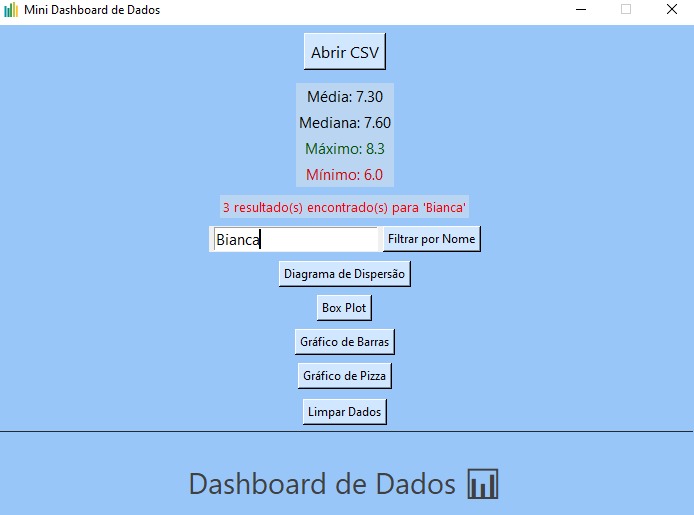 Mini Dashboard de Dados
Abrir CSV
Média: 7.30
Mediana: 7.60
Máximo: 8.3
Mínimo: 6.0
3 resultado(s) encontrado(s) para 'Bianca'
Bianca Filtrar por Nome
Diagrama de Dispersão
Box Plot
Gráfico de Barras
Gráfico de Pizza
Limpar Dados
Dashboard de Dados 📊